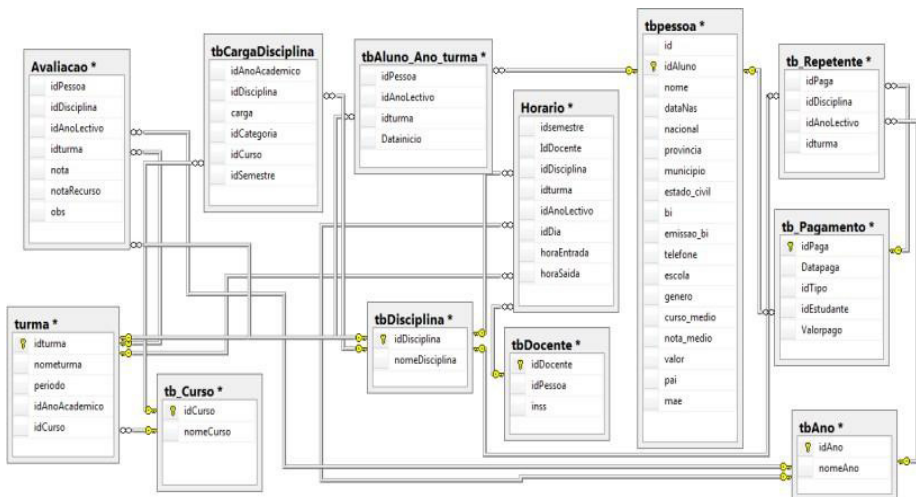 Avaliacao *
idPessoa
idDisciplina
idAnoLectivo
idturma
nota
notaRecurso
obs
tbCargaDisciplina
idAnoAcademico
idDisciplina
carga
idCategoria
idCurso
idSemestre
tbAluno_Ano_turma *
idPessoa
idAnoLectivo
idturma
Datainicio
Horario *
idsemestre
IdDocente
idDisciplina
idturma
idAnoLectivo
idDia
horaEntrada
horaSaida
tbpessoa *
id
idAluno
nome
dataNas
nacional
provincia
municipio
estado_civil
bi
emissao_bi
telefone
escola
genero
curso_medio
nota_medio
valor
pai
mae
tb_Repetente *
idPaga
idDisciplina
idAnoLectivo
idturma
tb_Pagamento *
idPaga
Datapaga
idTipo
idEstudante
Valorpago
turma *
idturma
nometurma
periodo
idAnoAcademico
idCurso
tb_Curso *
idCurso
nomeCurso
tbDisciplina *
idDisciplina
nomeDisciplina
tbDocente *
idDocente
idPessoa
inss
tbAno *
idAno
nomeAno